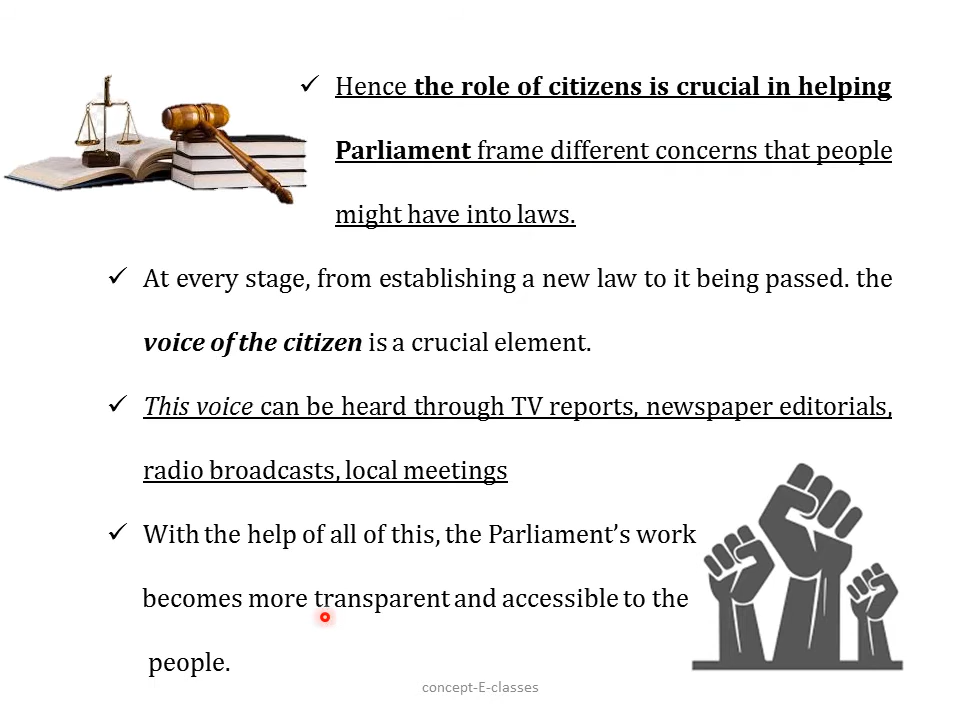 ✓ Hence the role of citizens is crucial in helping
Parliament frame different concerns that people
might have into laws.
✓ At every stage, from establishing a new law to it being passed. the
voice of the citizen is a crucial element.
✓ This voice can be heard through TV reports, newspaper editorials,
radio broadcasts, local meetings
✓ With the help of all of this, the Parliament’s work
becomes more transparent and accessible to the
people.
concept-E-classes